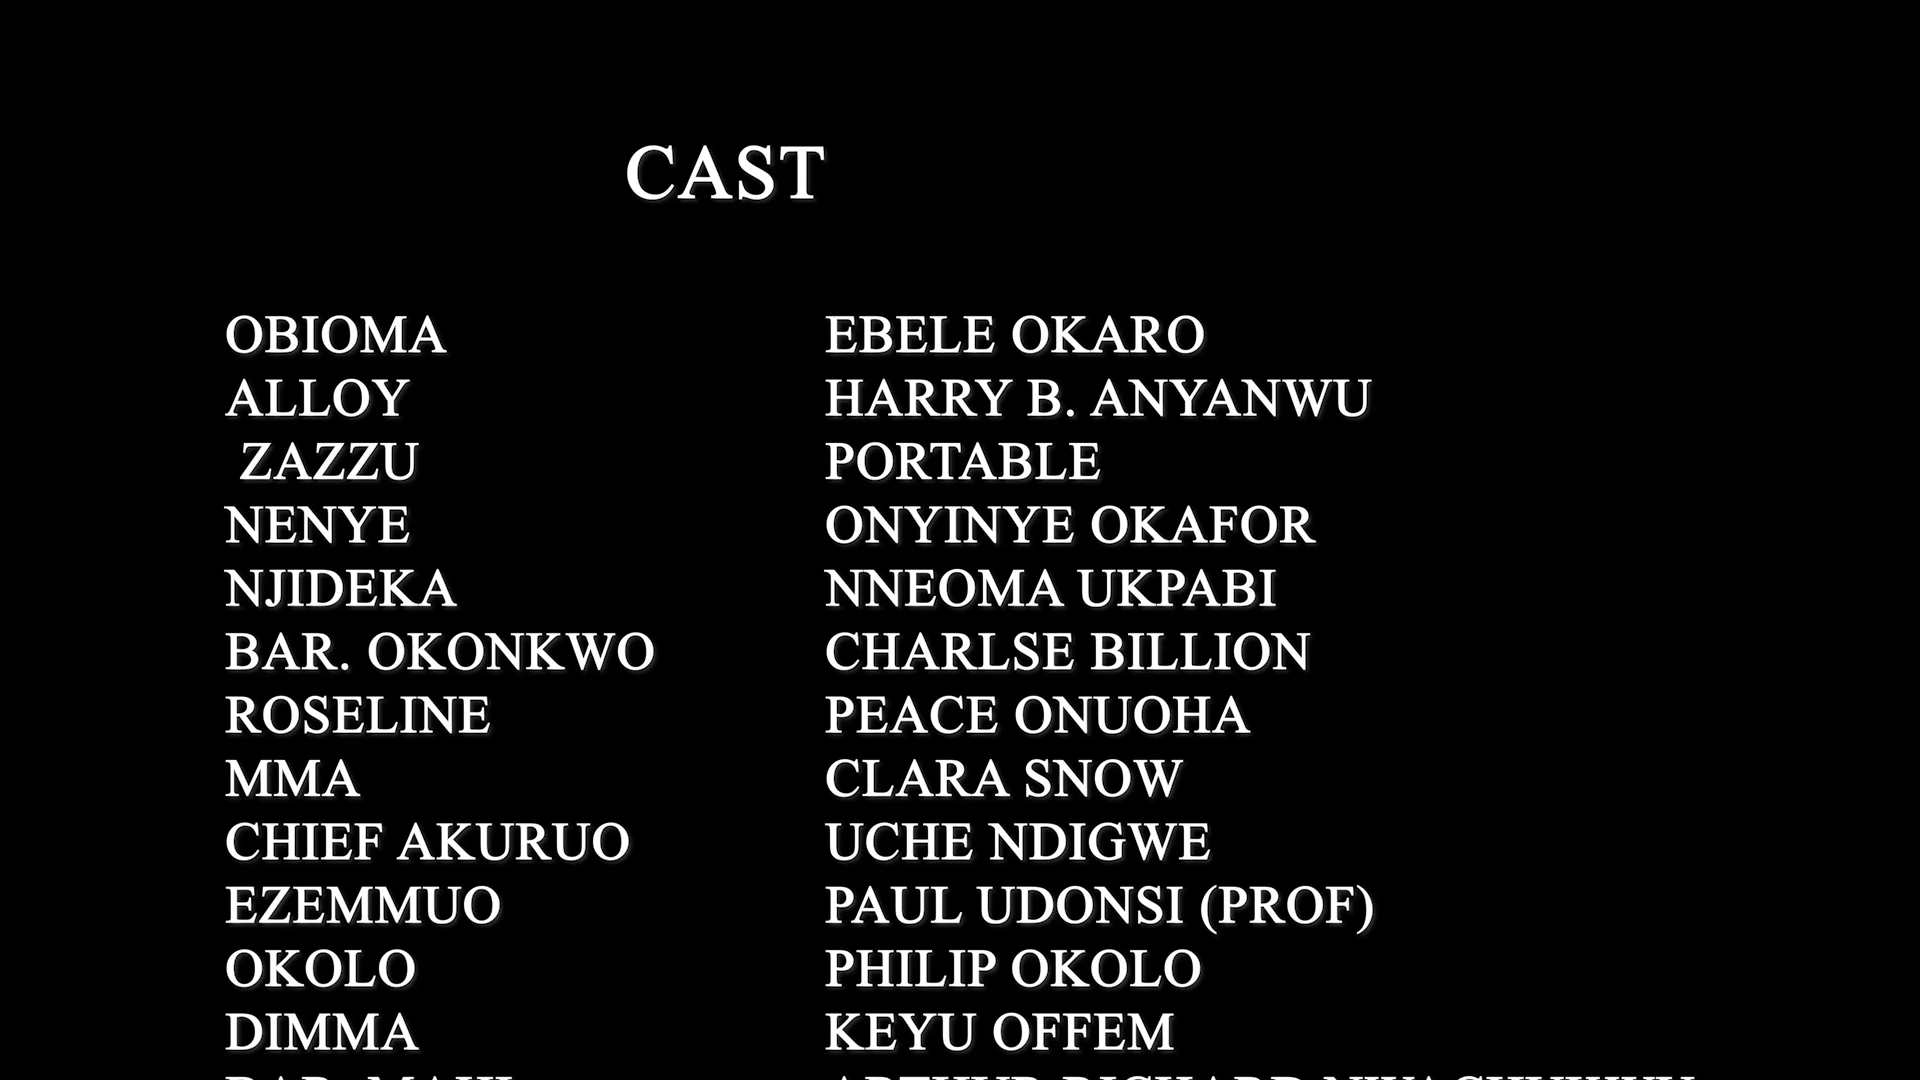 CAST
OBIOMA EBELE OKARO
ALLOY HARRY B. ANYANWU
ZAZZU PORTABLE
NENYE ONYINYE OKAFOR
NJIDEKA NNEOMA UKPABI
BAR. OKONKWO CHARLSE BILLION
ROSELINE PEACE ONUOHA
MMA CLARA SNOW
CHIEF AKURUO UCHE NDIGWE
EZEMMUO PAUL UDONSI (PROF)
OKOLO PHILIP OKOLO
DIMMA KEYU OFFEM
ARTHUR RICHARD